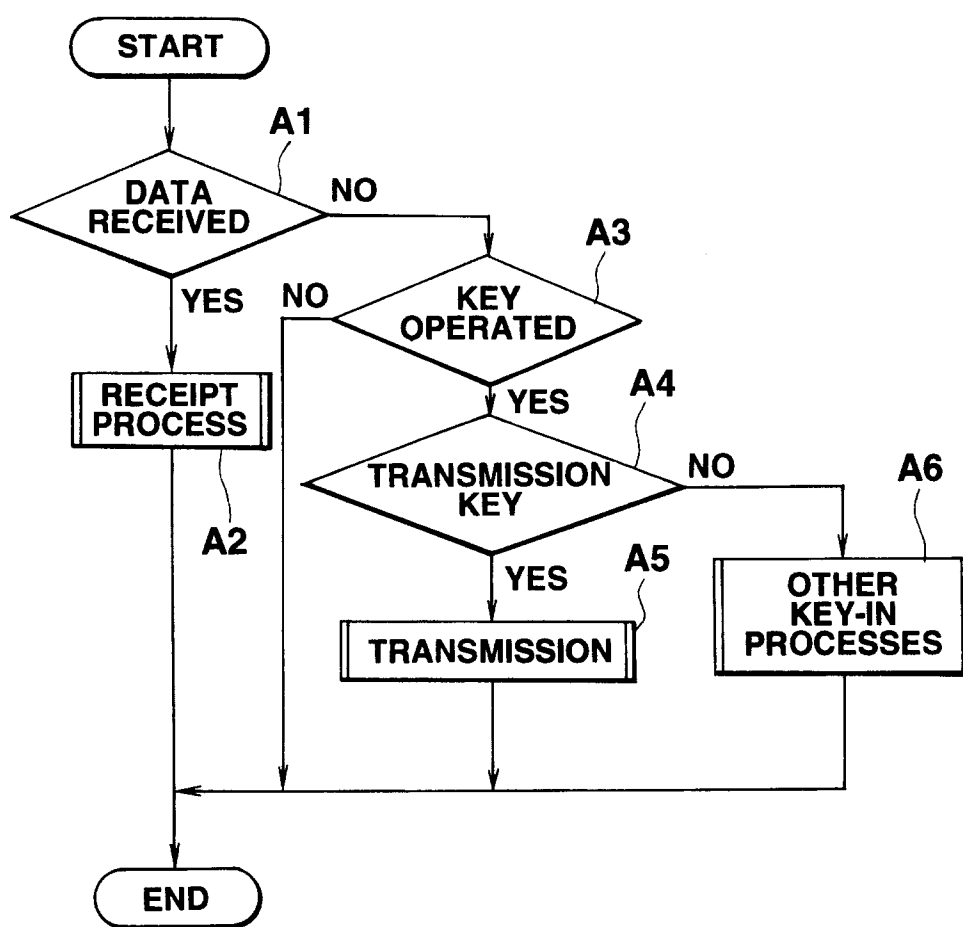 START
A1
DATA
RECEIVED
NO
YES
A3
KEY
OPERATED
NO
YES
RECEIPT
PROCESS
A2
A4
TRANSMISSION
KEY
NO
YES
A5
TRANSMISSION
A6
OTHER
KEY-IN
PROCESSES
END